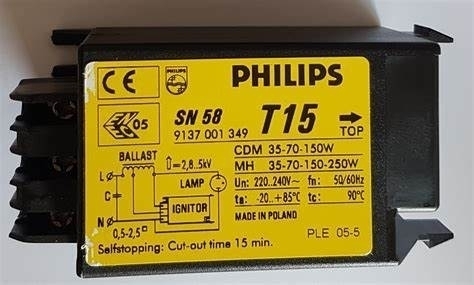 CE PHILIPS
PHILIPS
ENEC 05
SN 58 T15 → TOP
9137 001 349
CDM 35-70-150W
MH 35-70-150-250W
Un: 220..240V~ fn: 50/60Hz
ta: -20.. +85°C tc: 90°C
MADE IN POLAND
PLE 05-5
BALLAST
Û=2,8..5kV
LAMP
L
C
N
IGNITOR
0,5-2,5
Selfstopping: Cut-out time 15 min.